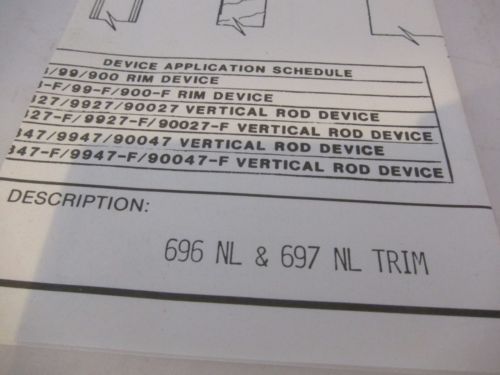 DEVICE APPLICATION SCHEDULE
/99/900 RIM DEVICE
-F/99-F/900-F RIM DEVICE
27/9927/90027 VERTICAL ROD DEVICE
27-F/9927-F/90027-F VERTICAL ROD DEVICE
47/9947/90047 VERTICAL ROD DEVICE
47-F/9947-F/90047-F VERTICAL ROD DEVICE
DESCRIPTION:
696 NL & 697 NL TRIM